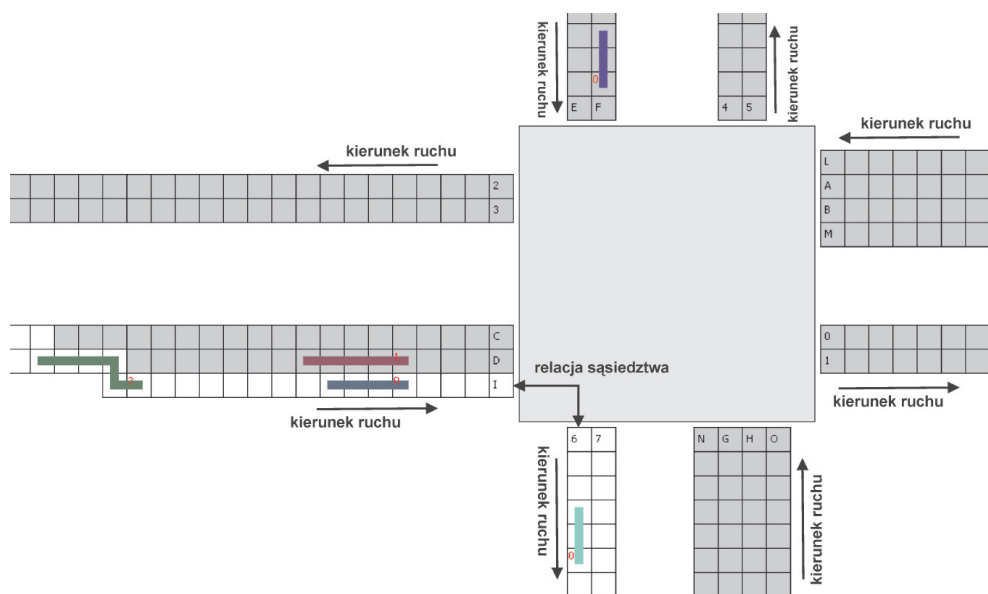 kierunek
ruchu
0
E F
4 5
kierunek ruchu
kierunek ruchu
2
3
kierunek ruchu
L
A
B
M
C
D
1
I
0
2
relacja sąsiedztwa
0
1
kierunek ruchu
kierunek ruchu
6 7
N G H O
kierunek
ruchu
0
kierunek ruchu